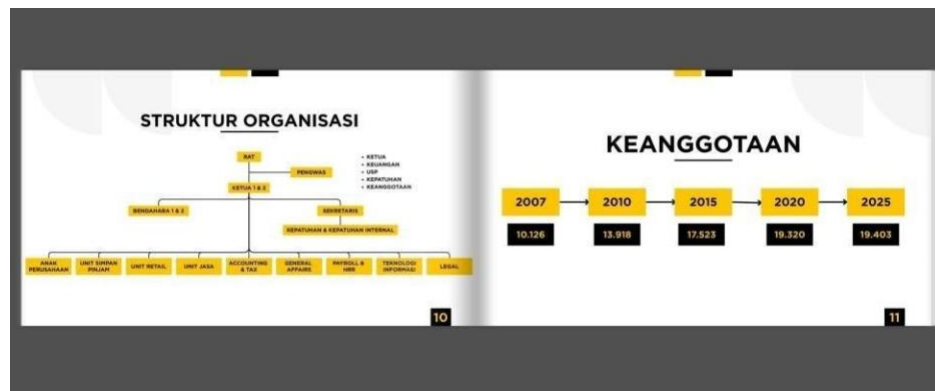 STRUKTUR ORGANISASI
RAT
PENGWAS
• KETUA
• KEUANGAN
• USP
• KEPATUHAN
• KEANGGOTAAN
KETUA 1 & 2
BENDAHARA 1 & 2
SEKRETARIS
KEPATUHAN & KEPATUHAN INTERNAL
ANAK
PERUSAHAAN
UNIT SIMPAN
PINJAM
UNIT RETAIL
UNIT JASA
ACCOUNTING
& TAX
GENERAL
AFFAIRS
PAYROLL &
HRR
TEKNOLOGI
INFORMASI
LEGAL
10
KEANGGOTAAN
2007
2010
2015
2020
2025
10.126
13.918
17.523
19.320
19.403
11